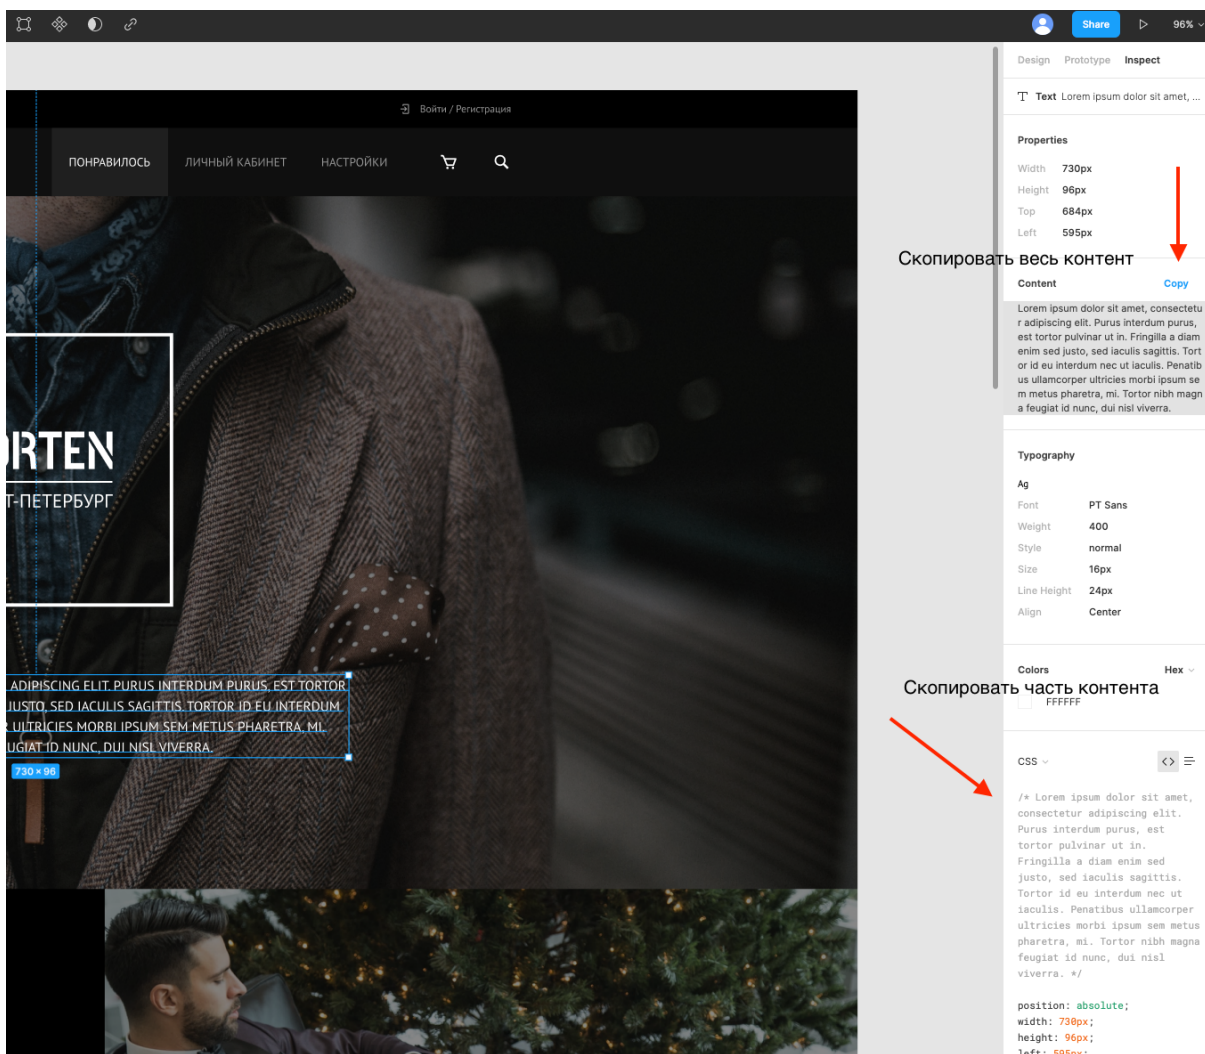 Share
96%
Design Prototype Inspect
Text Lorem ipsum dolor sit amet, ...
Войти / Регистрация
ПОНРАВИЛОСЬ ЛИЧНЫЙ КАБИНЕТ НАСТРОЙКИ
Properties
Width 730px
Height 96px
Top 684px
Left 595px
Скопировать весь контент
Content Copy
Lorem ipsum dolor sit amet, consectetu
r adipiscing elit. Purus interdum purus,
est tortor pulvinar ut in. Fringilla a diam
enim sed justo, sed iaculis sagittis. Tort
or id eu interdum nec ut iaculis. Penatib
us ullamcorper ultricies morbi ipsum se
m metus pharetra, mi. Tortor nibh magn
a feugiat id nunc, dui nisl viverra.
ORTEN
Т-ПЕТЕРБУРГ
Typography
Ag
Font PT Sans
Weight 400
Style normal
Size 16px
Line Height 24px
Align Center
Colors Hex
FFFFFF
Скопировать часть контента
ADIPISCING ELIT. PURUS INTERDUM PURUS, EST TORTOR
JUSTO, SED IACULIS SAGITTIS. TORTOR ID EU INTERDUM
R ULTRICIES MORBI IPSUM SEM METUS PHARETRA, MI.
UGIAT ID NUNC, DUI NISL VIVERRA.
730 × 96
CSS
/* Lorem ipsum dolor sit amet,
consectetur adipiscing elit.
Purus interdum purus, est
tortor pulvinar ut in.
Fringilla a diam enim sed
justo, sed iaculis sagittis.
Tortor id eu interdum nec ut
iaculis. Penatibus ullamcorper
ultricies morbi ipsum sem metus
pharetra, mi. Tortor nibh magna
feugiat id nunc, dui nisl
viverra. */
position: absolute;
width: 730px;
height: 96px;
left: 595px;